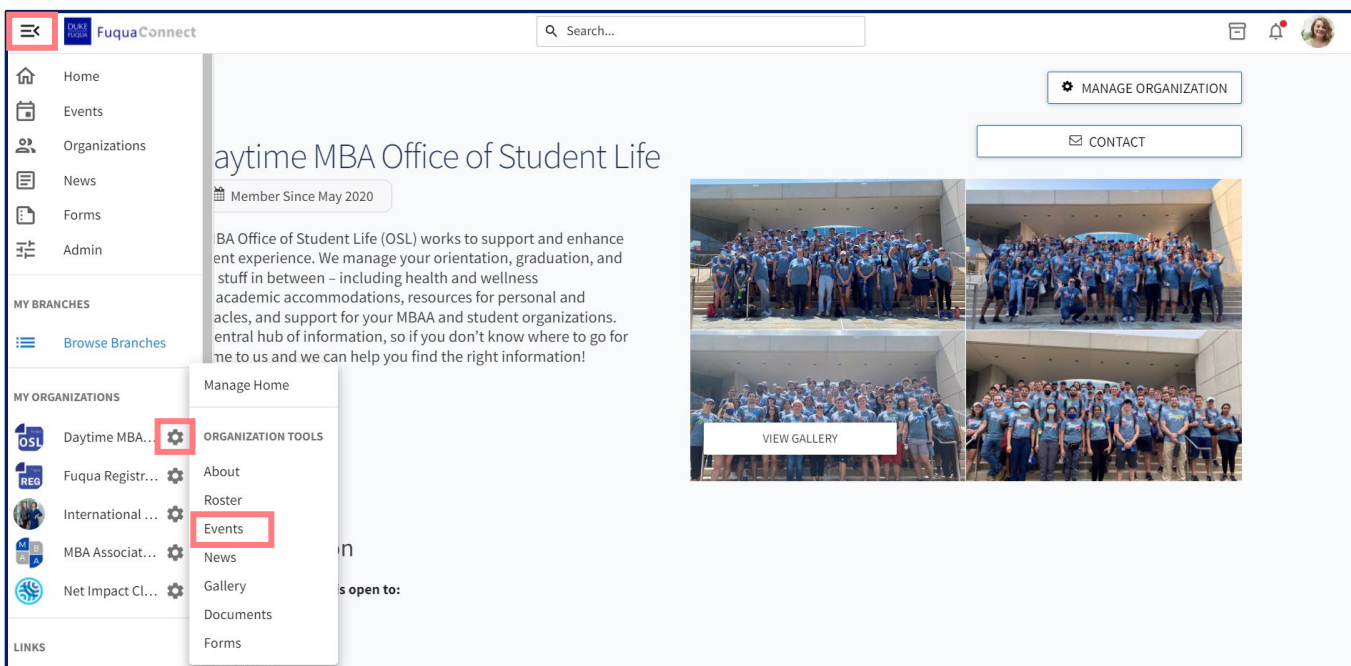 DUKE
FUQUA
FuquaConnect
Search...
Home
Events
Organizations
News
Forms
Admin
MY BRANCHES
Browse Branches
MY ORGANIZATIONS
OSL
Daytime MBA...
REG
Fuqua Registr...
International ...
M B
A A
MBA Associat...
Net Impact Cl...
LINKS
Manage Home
ORGANIZATION TOOLS
About
Roster
Events
News
Gallery
Documents
Forms
MANAGE ORGANIZATION
CONTACT
aytime MBA Office of Student Life
Member Since May 2020
BA Office of Student Life (OSL) works to support and enhance
ent experience. We manage your orientation, graduation, and
stuff in between – including health and wellness
academic accommodations, resources for personal and
acles, and support for your MBAA and student organizations.
entral hub of information, so if you don't know where to go for
me to us and we can help you find the right information!
VIEW GALLERY
on
s open to: